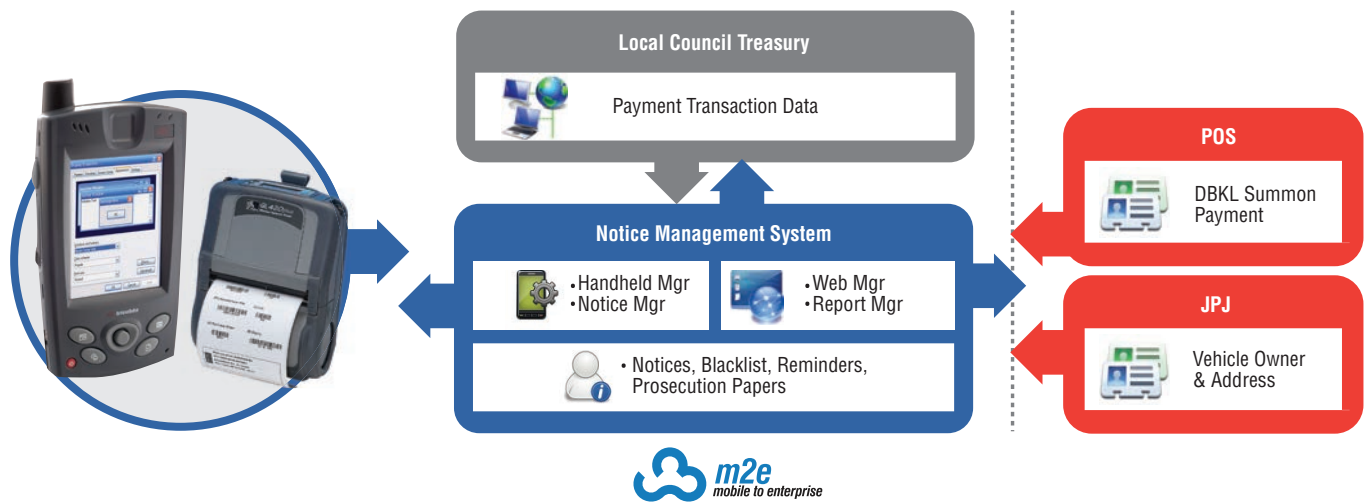 Local Council Treasury
Payment Transaction Data
Notice Management System
•Handheld Mgr
•Notice Mgr
•Web Mgr
•Report Mgr
• Notices, Blacklist, Reminders,
Prosecution Papers
POS
DBKL Summon
Payment
JPJ
Vehicle Owner
& Address
m2e
mobile to enterprise